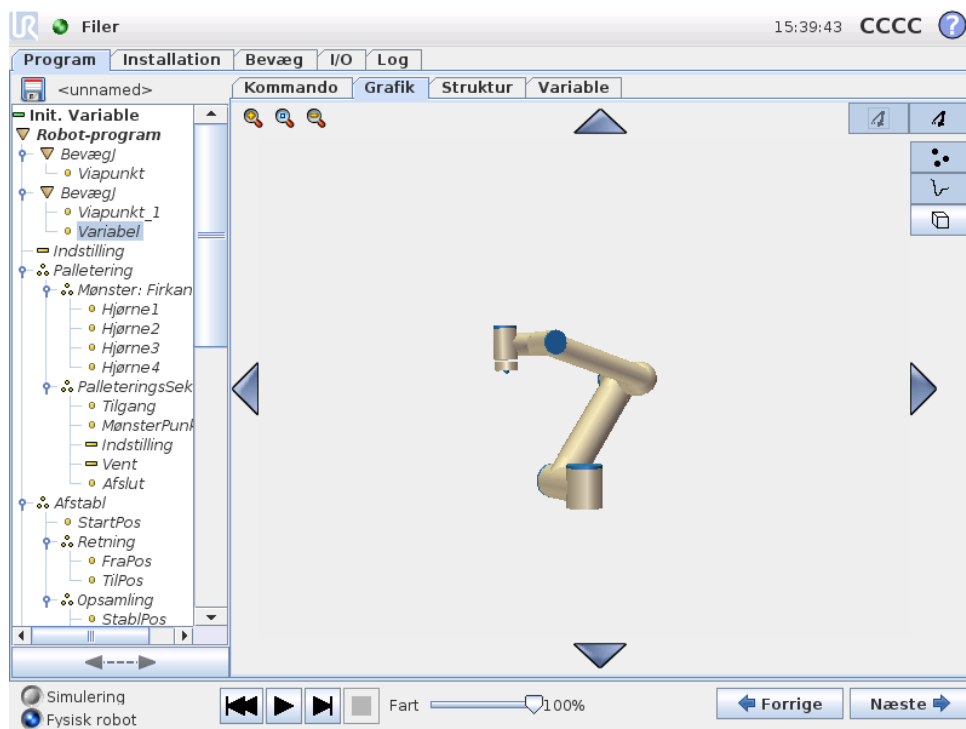 UR Filer 15:39:43 CCCC ?
Program Installation Bevæg I/O Log
<unnamed>
Kommando Grafik Struktur Variable
Init. Variable
Robot-program
BevægJ
Viapunkt
BevægJ
Viapunkt_1
Variabel
Indstilling
Palletering
Mønster: Firkan
Hjørne1
Hjørne2
Hjørne3
Hjørne4
PalleteringsSek
Tilgang
MønsterPunk
Indstilling
Vent
Afslut
Afstabl
StartPos
Retning
FraPos
TilPos
Opsamling
StablPos
Simulering
Fysisk robot
Fart 100%
Forrige Næste